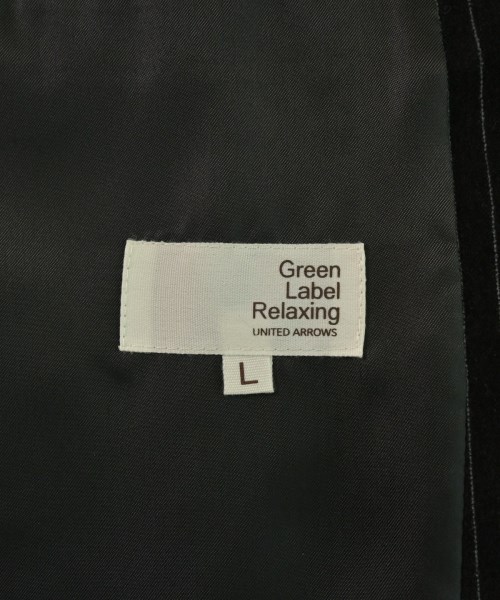 Green
Label
Relaxing
UNITED ARROWS
L